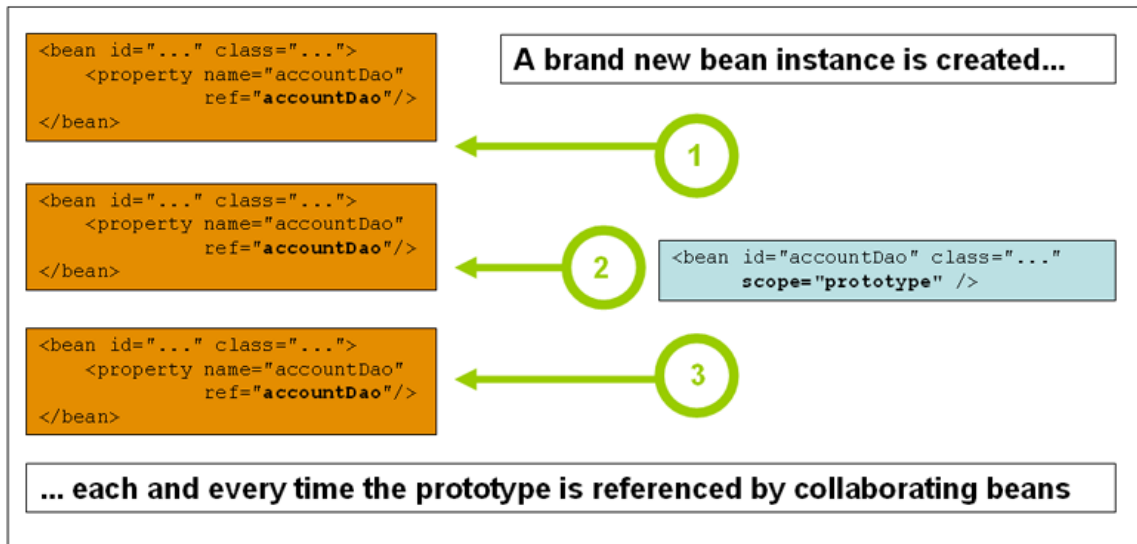 <bean id="..." class="...">
    <property name="accountDao"
              ref="accountDao"/>
</bean>
A brand new bean instance is created...
1
<bean id="..." class="...">
    <property name="accountDao"
              ref="accountDao"/>
</bean>
2
<bean id="accountDao" class="..."
      scope="prototype" />
<bean id="..." class="...">
    <property name="accountDao"
              ref="accountDao"/>
</bean>
3
... each and every time the prototype is referenced by collaborating beans